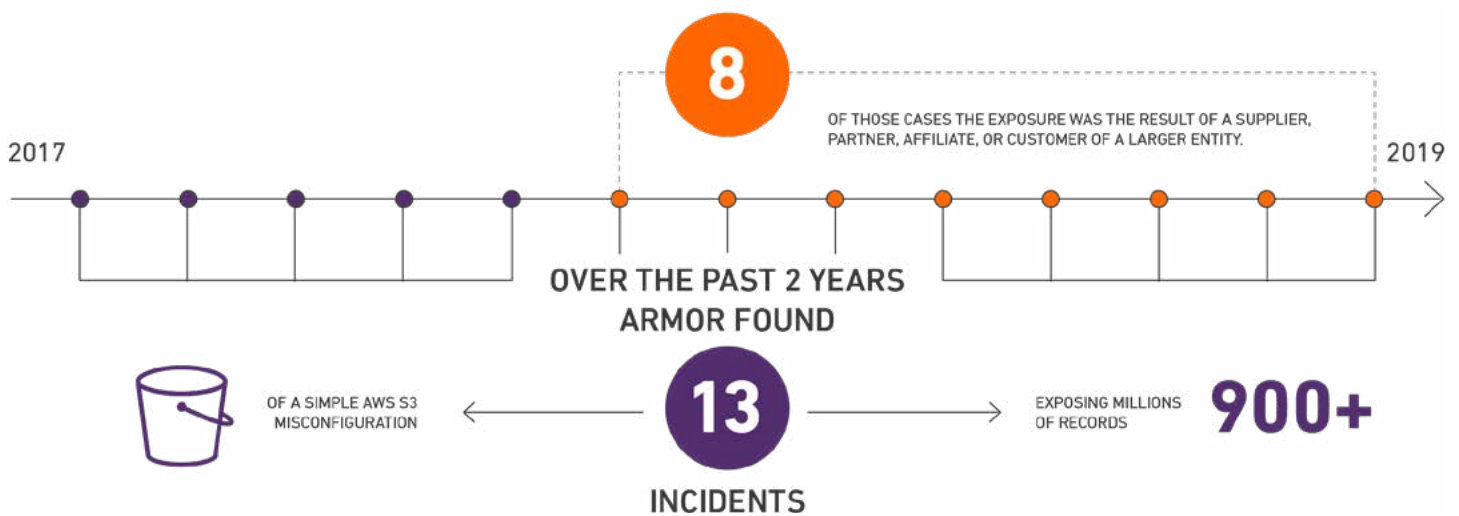 8
OF THOSE CASES THE EXPOSURE WAS THE RESULT OF A SUPPLIER,
PARTNER, AFFILIATE, OR CUSTOMER OF A LARGER ENTITY.
2017
2019
OVER THE PAST 2 YEARS
ARMOR FOUND
13
INCIDENTS
OF A SIMPLE AWS S3
MISCONFIGURATION
EXPOSING MILLIONS
OF RECORDS
900+